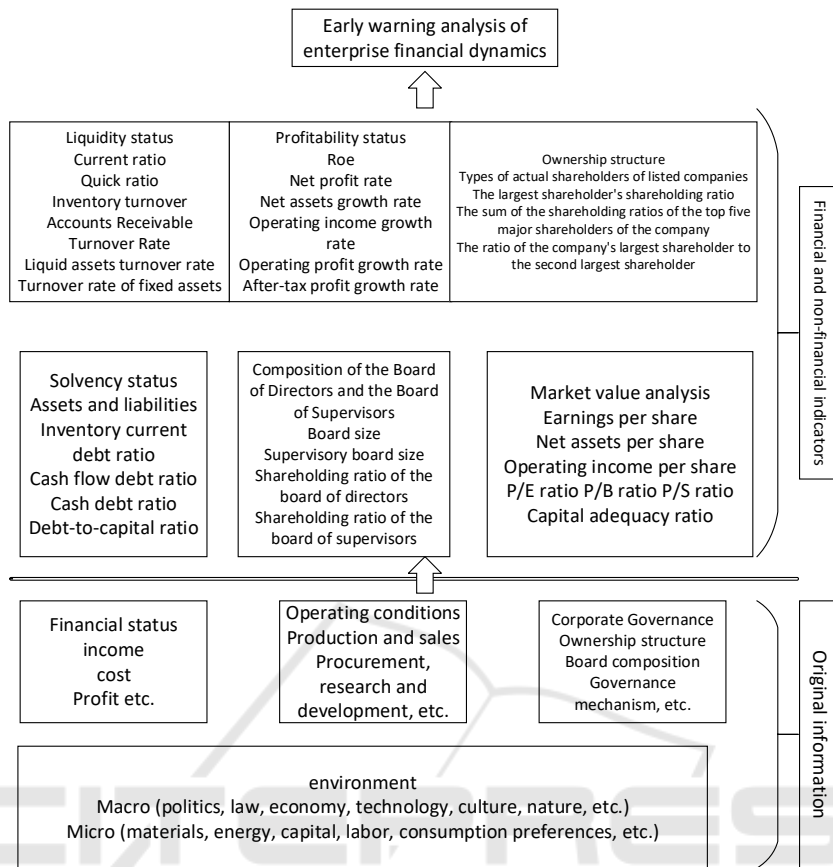 Early warning analysis of
enterprise financial dynamics
Liquidity status
Current ratio
Quick ratio
Inventory turnover
Accounts Receivable
Turnover Rate
Liquid assets turnover rate
Turnover rate of fixed assets
Profitability status
Roe
Net profit rate
Net assets growth rate
Operating income growth
rate
Operating profit growth rate
After-tax profit growth rate
Ownership structure
Types of actual shareholders of listed companies
The largest shareholder's shareholding ratio
The sum of the shareholding ratios of the top five
major shareholders of the company
The ratio of the company's largest shareholder to
the second largest shareholder
Financial and non-financial
indicators
Solvency status
Assets and liabilities
Inventory current
debt ratio
Cash flow debt ratio
Cash debt ratio
Debt-to-capital ratio
Composition of the Board
of Directors and the Board
of Supervisors
Board size
Supervisory board size
Shareholding ratio of the
board of directors
Shareholding ratio of the
board of supervisors
Market value analysis
Earnings per share
Net assets per share
Operating income per share
P/E ratio P/B ratio P/S ratio
Capital adequacy ratio
Financial status
income
cost
Profit etc.
Operating conditions
Production and sales
Procurement,
research and
development, etc.
Corporate Governance
Ownership structure
Board composition
Governance
mechanism, etc.
Original information
environment
Macro (politics, law, economy, technology, culture, nature, etc.)
Micro (materials, energy, capital, labor, consumption preferences, etc.)